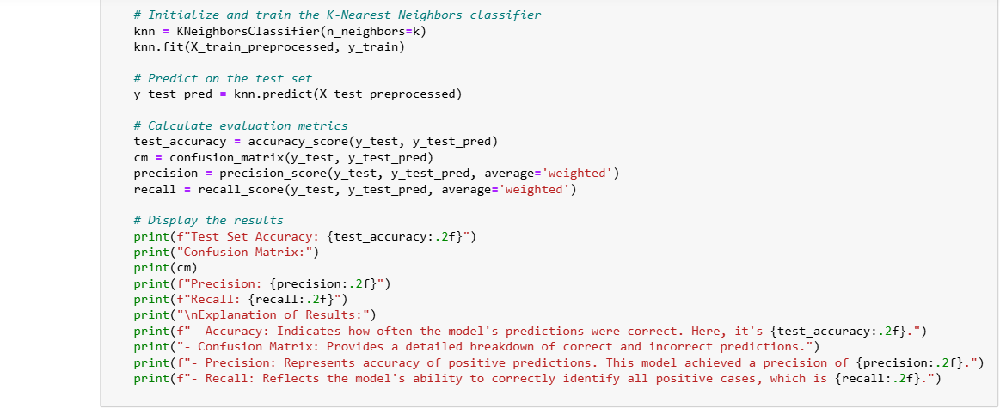 # Initialize and train the K-Nearest Neighbors classifier
knn = KNeighborsClassifier(n_neighbors=k)
knn.fit(X_train_preprocessed, y_train)
# Predict on the test set
y_test_pred = knn.predict(X_test_preprocessed)
# Calculate evaluation metrics
test_accuracy = accuracy_score(y_test, y_test_pred)
cm = confusion_matrix(y_test, y_test_pred)
precision = precision_score(y_test, y_test_pred, average='weighted')
recall = recall_score(y_test, y_test_pred, average='weighted')
# Display the results
print(f"Test Set Accuracy: {test_accuracy:.2f}")
print("Confusion Matrix:")
print(cm)
print(f"Precision: {precision:.2f}")
print(f"Recall: {recall:.2f}")
print("\nExplanation of Results:")
print(f"- Accuracy: Indicates how often the model's predictions were correct. Here, it's {test_accuracy:.2f}.")
print("- Confusion Matrix: Provides a detailed breakdown of correct and incorrect predictions.")
print(f"- Precision: Represents accuracy of positive predictions. This model achieved a precision of {precision:.2f}.")
print(f"- Recall: Reflects the model's ability to correctly identify all positive cases, which is {recall:.2f}.")